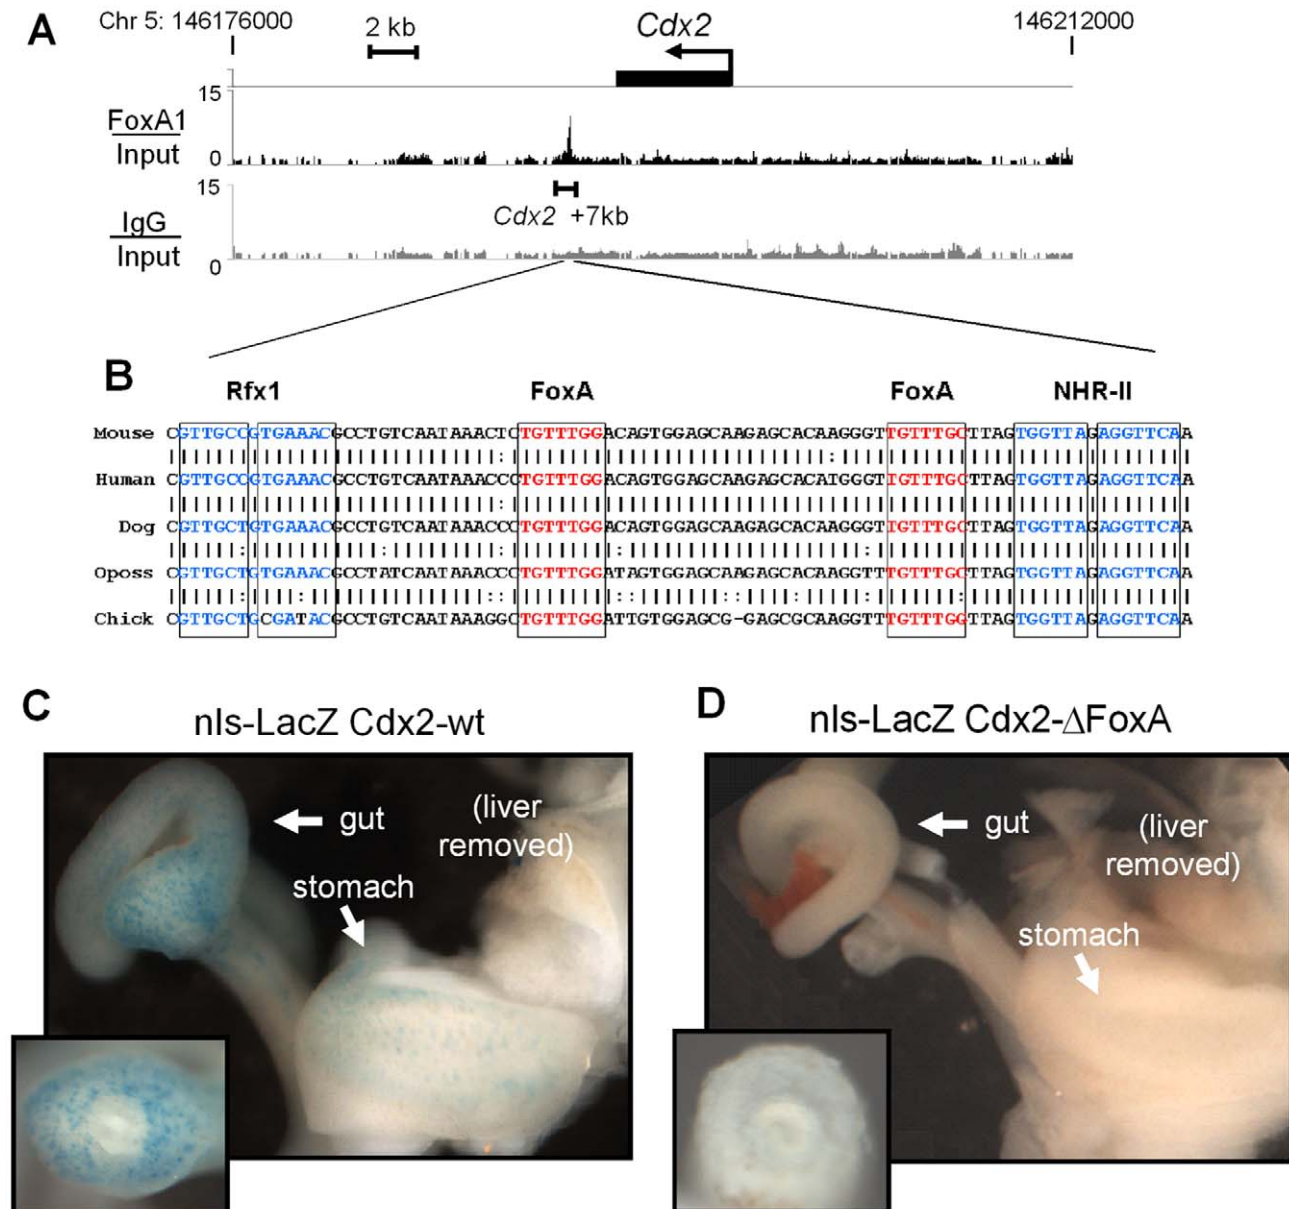 A
Chr 5: 146176000
2 kb
Cdx2
146212000
15
FoxA1
Input
0
15
Cdx2 +7kb
IgG
Input
0
B
Rfx1 FoxA FoxA NHR-II
Mouse CGTTGCCGTGAAACGCCTGTCAATAAACTCTGTTTGGACAGTGGAGCAAGAGCACAAGGGTTGTTTGCTTAGTGGTTAGAGGTTCAA
Human CGTTGCCGTGAAACGCCTGTCAATAAACCCTGTTTGGACAGTGGAGCAAGAGCACATGGGTTGTTTGCTTAGTGGTTAGAGGTTCAA
Dog CGTTGCTGTGAAACGCCTGTCAATAAACCCTGTTTGGACAGTGGAGCAAGAGCACAAGGGTTGTTTGCTTAGTGGTTAGAGGTTCAA
Oposs CGTTGCTGTGAAACGCCTATCAATAAACCCTGTTTGGATAGTGGAGCAAGAGCACAAGGTTTGTTTGCTTAGTGGTTAGAGGTTCAA
Chick CGTTGCTGCGATACGCCTGTCAATAAAGGCTGTTTGGATTGTGGAGCG-GAGCGCAAGGTTTGTTTGGTTAGTGGTTAGAGGTTCAA
C
nls-LacZ Cdx2-wt
gut
(liver
removed)
stomach
D
nls-LacZ Cdx2-ΔFoxA
gut
(liver
removed)
stomach